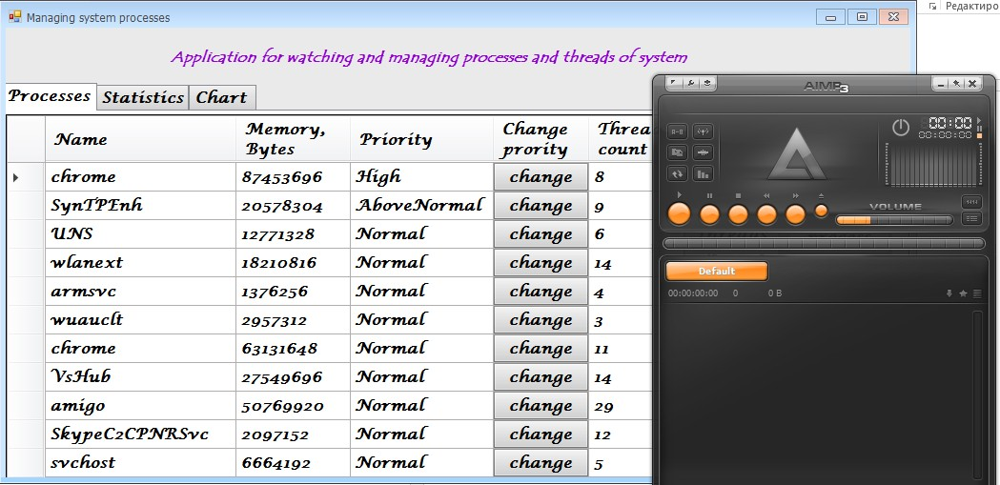 Managing system processes
Редактиро
Application for watching and managing processes and threads of system
Processes Statistics Chart
Name Memory, Bytes Priority Change prority Threa count
chrome 87453696 High change 8
SynTPEnh 20578304 AboveNormal change 9
UNS 12771328 Normal change 6
wlanext 18210816 Normal change 14
armsvc 1376256 Normal change 4
wuauclt 2957312 Normal change 3
chrome 63131648 Normal change 11
VsHub 27549696 Normal change 14
amigo 50769920 Normal change 29
SkypeC2CPNRSvc 2097152 Normal change 12
svchost 6664192 Normal change 5
AIMP3
00:00
00:00:00
VOLUME
Default
00:00:00:00 0 0 B